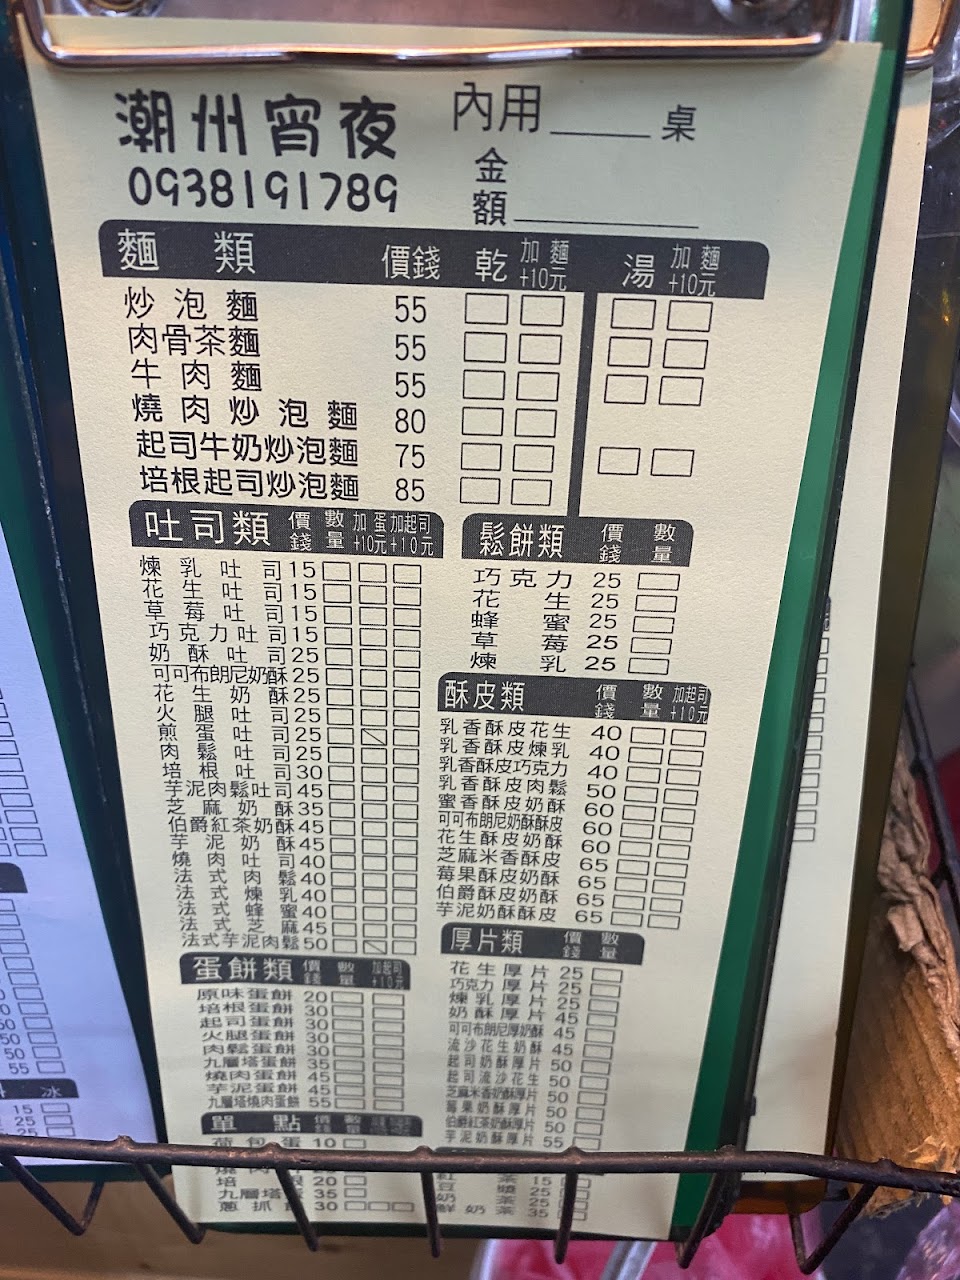 潮州宵夜
0938191789
內用 桌
金額
麵類 價錢 乾 加麵+10元 湯 加麵+10元
炒泡麵 55
肉骨茶麵 55
牛肉麵 55
燒肉炒泡麵 80
起司牛奶炒泡麵 75
培根起司炒泡麵 85
吐司類 價錢 數量 加蛋+10元 加起司+10元
煉乳吐司 15
花生吐司 15
草莓吐司 15
巧克力吐司 15
奶酥吐司 25
可可布朗尼奶酥 25
花生奶酥 25
火腿吐司 25
煎蛋吐司 25
肉鬆吐司 25
培根吐司 30
芋泥肉鬆吐司 35
芝麻奶酥 35
伯爵紅茶奶酥 45
芋泥奶酥 45
燒肉吐司 40
法式肉鬆 40
法式煉乳 40
法式蜂蜜 40
法式芝麻 45
法式芋泥肉鬆 50
蛋餅類 價錢 數量 加起司+10元
原味蛋餅 20
培根蛋餅 30
起司蛋餅 30
火腿蛋餅 30
肉鬆蛋餅 30
九層塔蛋餅 35
燒肉蛋餅 45
芋泥蛋餅 45
九層塔燒肉蛋餅 55
單點 價 數
荷包蛋 10
培根 20
九層塔蛋 35
蔥抓餅 30
鬆餅類 價錢 數量
巧克力 25
花生 25
蜂蜜 25
草莓 25
煉乳 25
酥皮類 價錢 數量 加起司+10元
乳香酥皮花生 40
乳香酥皮煉乳 40
乳香酥皮巧克力 40
乳香酥皮肉鬆 50
蜜香酥皮奶酥 60
可可布朗尼奶酥酥皮 60
花生酥皮奶酥 60
芝麻米香酥皮 65
莓果酥皮奶酥 65
伯爵酥皮奶酥 65
芋泥奶酥酥皮 65
厚片類 價錢 數量
花生厚片 25
巧克力厚片 25
煉乳厚片 25
奶酥厚片 45
可可布朗尼厚奶酥 45
流沙花生奶酥 45
起司奶酥厚片 50
起司流沙花生 50
芝麻米香奶酥厚片 50
莓果奶酥厚片 50
伯爵紅茶奶酥厚片 50
芋泥奶酥厚片 55
紅茶 15
豆漿 25
奶茶 25
鮮奶茶 35
50
50
55
冰
15
25
25